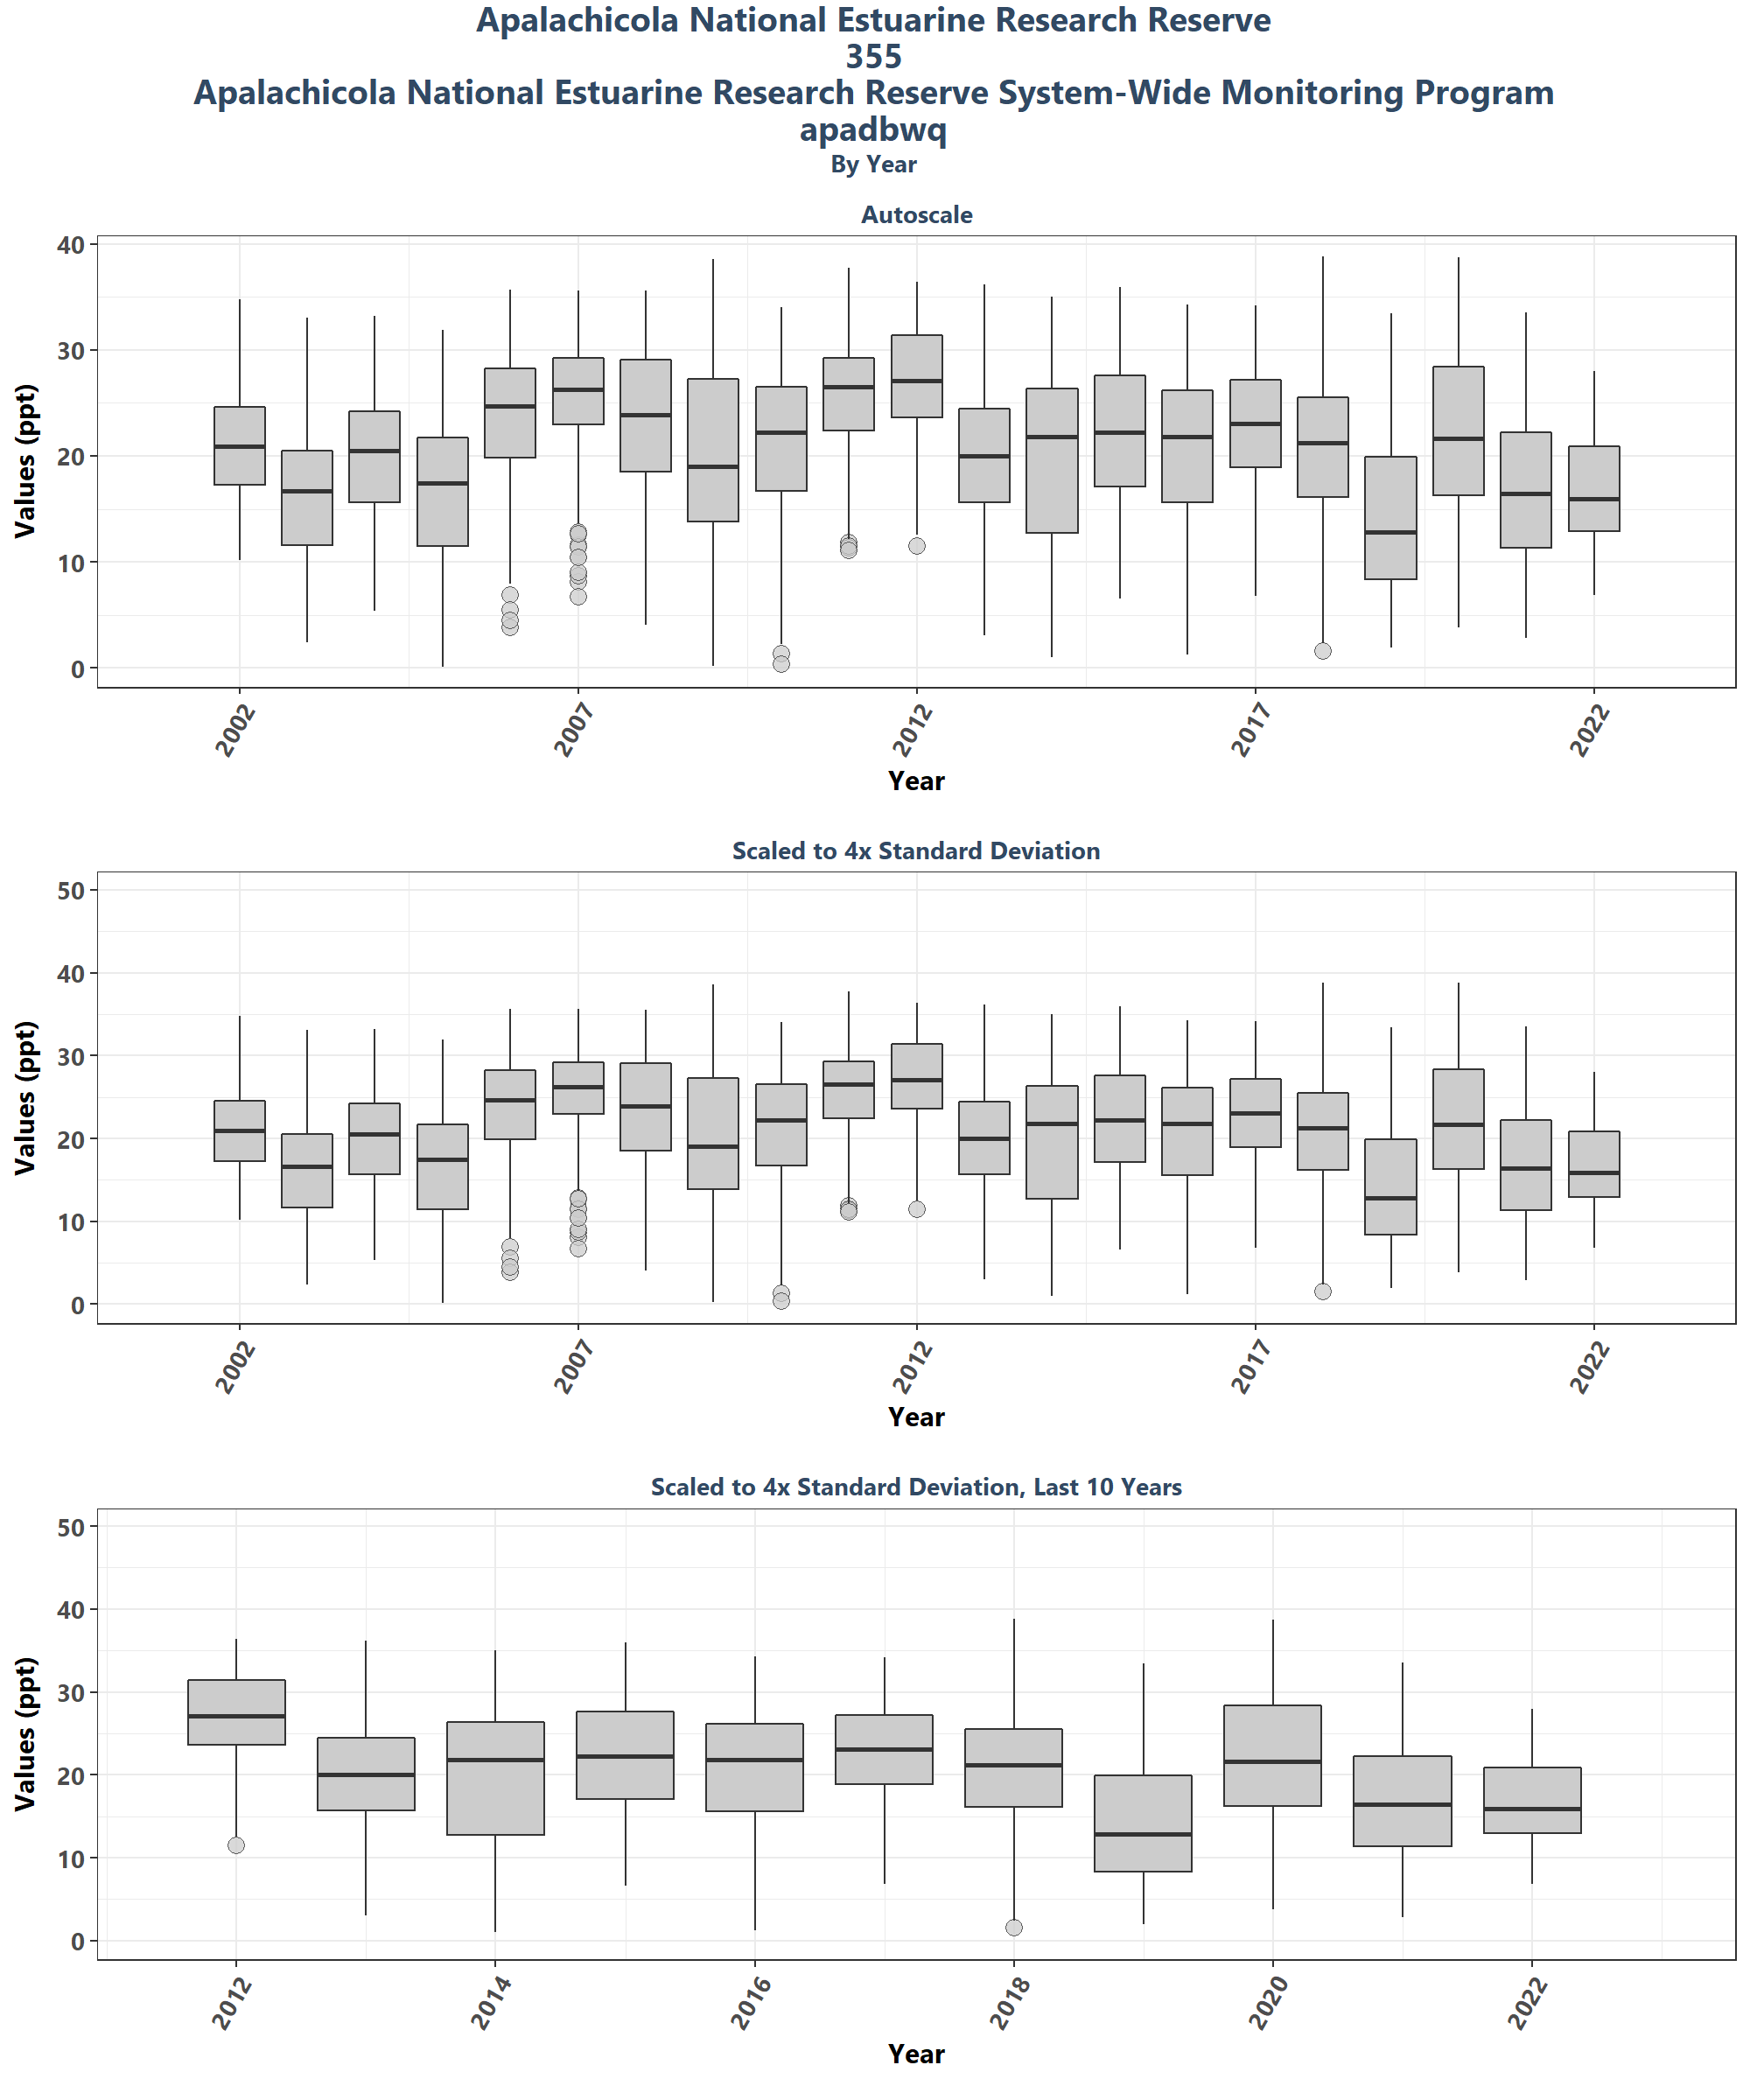 Apalachicola National Estuarine Research Reserve
355
Apalachicola National Estuarine Research Reserve System-Wide Monitoring Program
apadbwq
By Year
Autoscale
40
30
20
10
0
Values (ppt)
2002 2007 2012 2017 2022
Year
Scaled to 4x Standard Deviation
50
40
30
20
10
0
Values (ppt)
2002 2007 2012 2017 2022
Year
Scaled to 4x Standard Deviation, Last 10 Years
50
40
30
20
10
0
Values (ppt)
2012 2014 2016 2018 2020 2022
Year